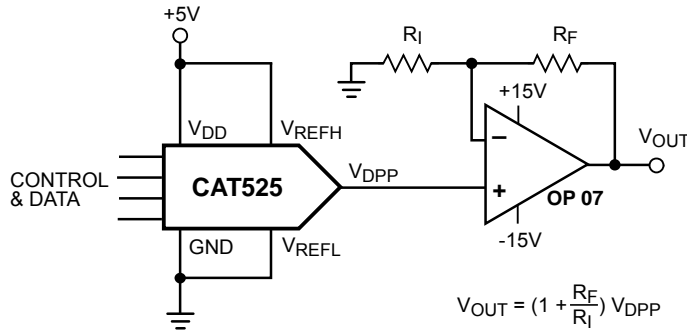 +5V
R_I
R_F
+15V
V_DD
V_REFH
V_OUT
−
V_DPP
CONTROL
& DATA
CAT525
+
OP 07
GND
V_REFL
-15V
V_OUT = (1 + R_F/R_I) V_DPP